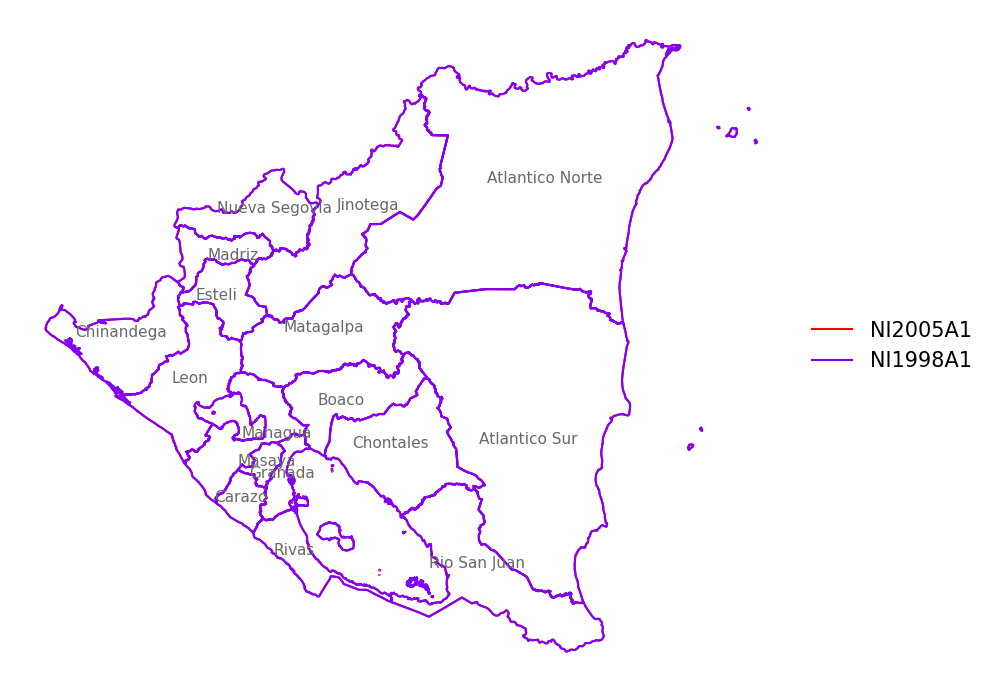 Atlantico Norte
Nueva Segovia
Jinotega
Madriz
Esteli
Matagalpa
Chinandega
Leon
Boaco
Managua
Chontales
Atlantico Sur
Masaya
Granada
Carazo
Rivas
Rio San Juan
NI2005A1
NI1998A1